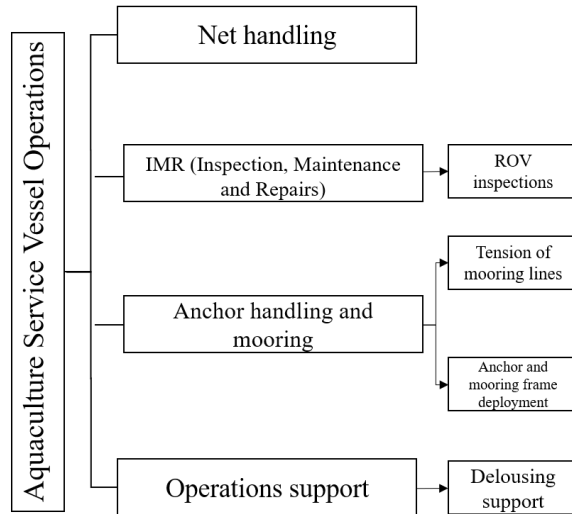 Aquaculture Service Vessel Operations
Net handling
IMR (Inspection, Maintenance
and Repairs)
ROV
inspections
Anchor handling and
mooring
Tension of
mooring lines
Anchor and
mooring frame
deployment
Operations support
Delousing
support